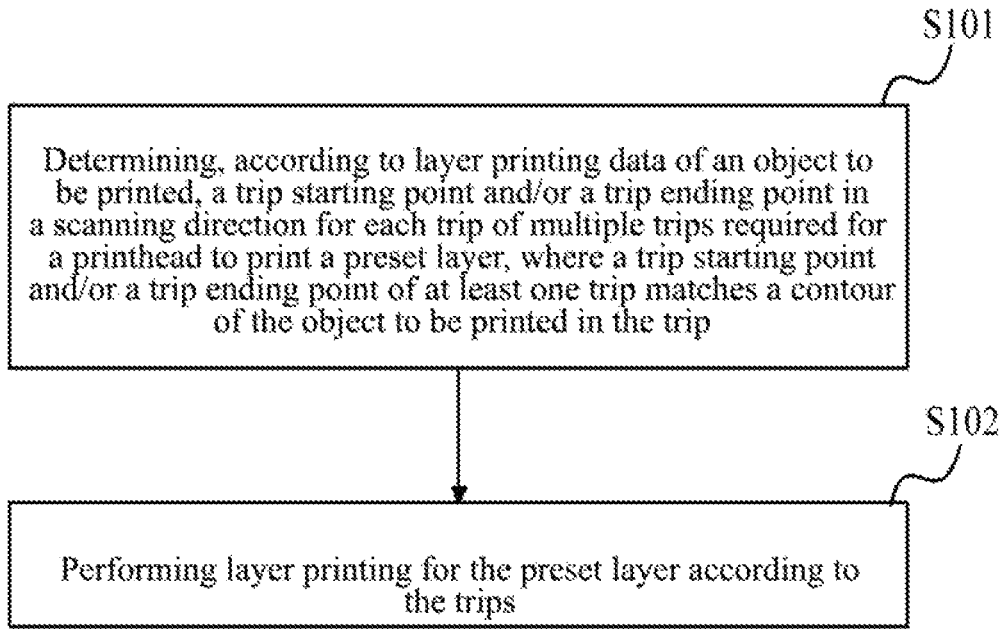 S101
Determining, according to layer printing data of an object to
be printed, a trip starting point and/or a trip ending point in
a scanning direction for each trip of multiple trips required for
a printhead to print a preset layer, where a trip starting point
and/or a trip ending point of at least one trip matches a contour
of the object to be printed in the trip
S102
Performing layer printing for the preset layer according to
the trips